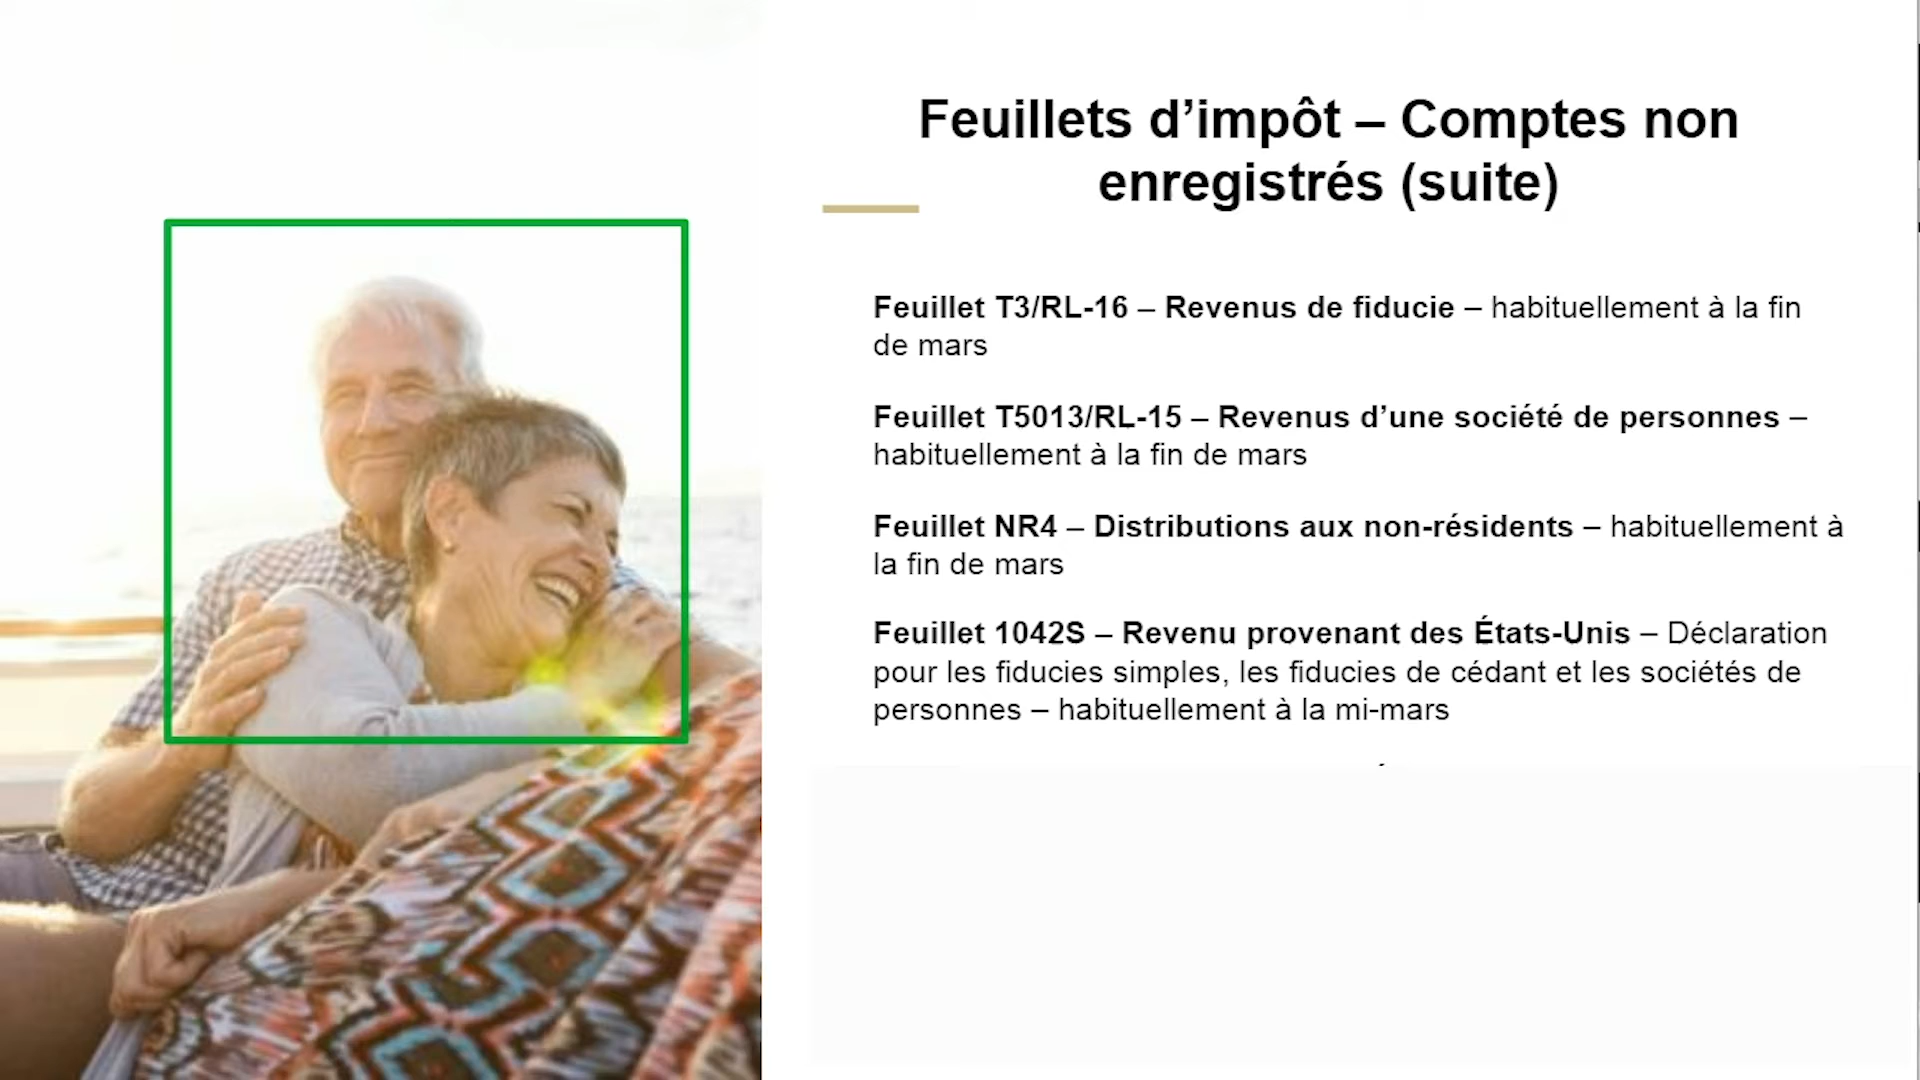 Feuillets d’impôt – Comptes non
enregistrés (suite)
Feuillet T3/RL-16 – Revenus de fiducie – habituellement à la fin
de mars
Feuillet T5013/RL-15 – Revenus d’une société de personnes –
habituellement à la fin de mars
Feuillet NR4 – Distributions aux non-résidents – habituellement à
la fin de mars
Feuillet 1042S – Revenu provenant des États-Unis – Déclaration
pour les fiducies simples, les fiducies de cédant et les sociétés de
personnes – habituellement à la mi-mars